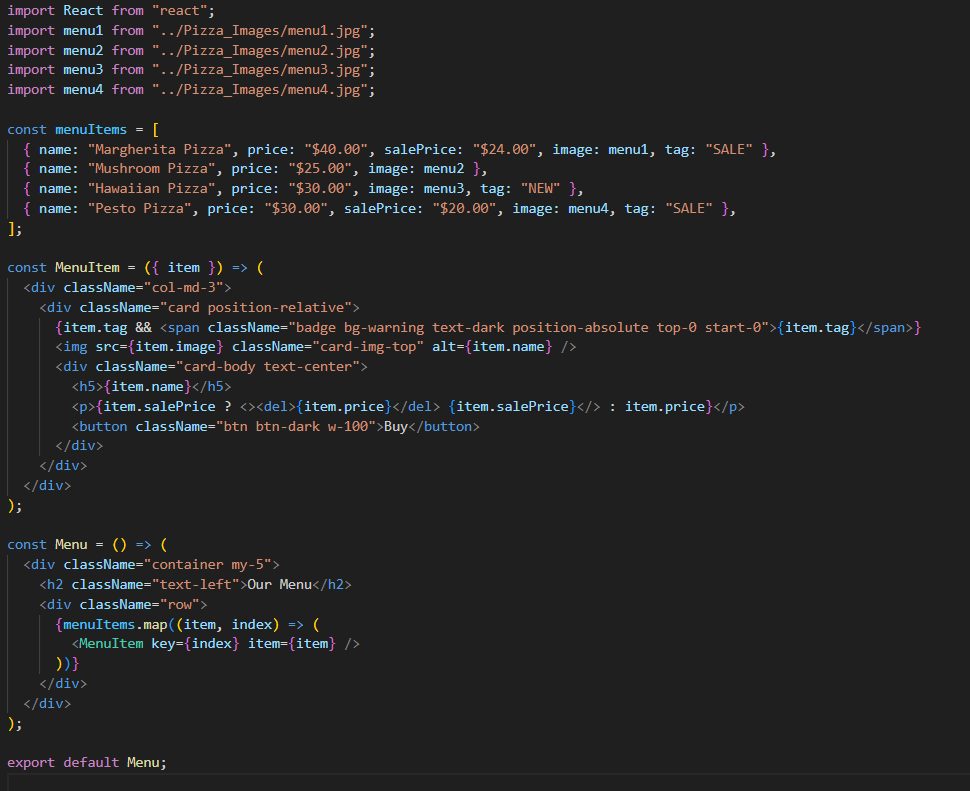 import React from "react";
import menu1 from "../Pizza_Images/menu1.jpg";
import menu2 from "../Pizza_Images/menu2.jpg";
import menu3 from "../Pizza_Images/menu3.jpg";
import menu4 from "../Pizza_Images/menu4.jpg";

const menuItems = [
  { name: "Margherita Pizza", price: "$40.00", salePrice: "$24.00", image: menu1, tag: "SALE" },
  { name: "Mushroom Pizza", price: "$25.00", image: menu2 },
  { name: "Hawaiian Pizza", price: "$30.00", image: menu3, tag: "NEW" },
  { name: "Pesto Pizza", price: "$30.00", salePrice: "$20.00", image: menu4, tag: "SALE" },
];

const MenuItem = ({ item }) => (
  <div className="col-md-3">
    <div className="card position-relative">
      {item.tag && <span className="badge bg-warning text-dark position-absolute top-0 start-0">{item.tag}</span>}
      <img src={item.image} className="card-img-top" alt={item.name} />
      <div className="card-body text-center">
        <h5>{item.name}</h5>
        <p>{item.salePrice ? <><del>{item.price}</del> {item.salePrice}</> : item.price}</p>
        <button className="btn btn-dark w-100">Buy</button>
      </div>
    </div>
  </div>
);

const Menu = () => (
  <div className="container my-5">
    <h2 className="text-left">Our Menu</h2>
    <div className="row">
      {menuItems.map((item, index) => (
        <MenuItem key={index} item={item} />
      ))}
    </div>
  </div>
);

export default Menu;